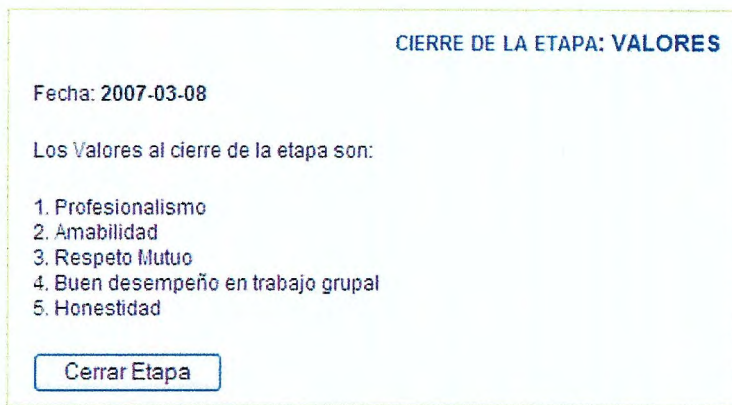 CIERRE DE LA ETAPA: VALORES
Fecha: 2007-03-08
Los Valores al cierre de la etapa son:
1. Profesionalismo
2. Amabilidad
3. Respeto Mutuo
4. Buen desempeño en trabajo grupal
5. Honestidad
Cerrar Etapa